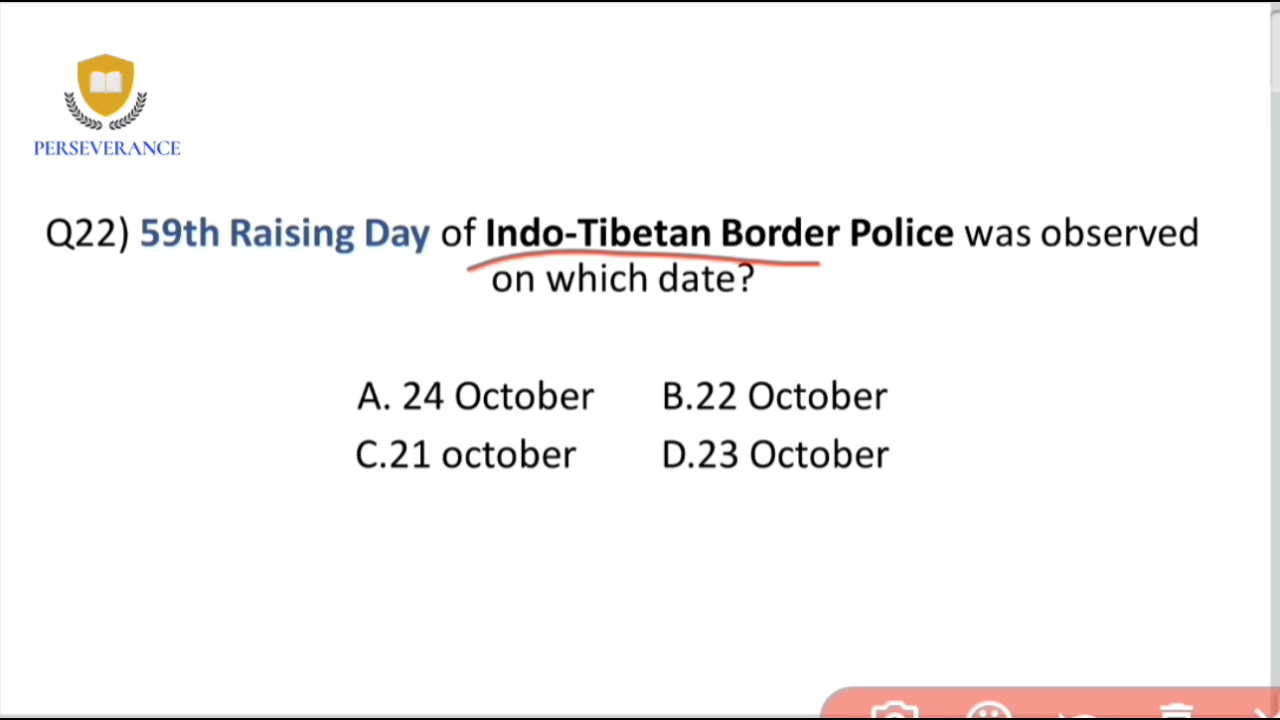 PERSEVERANCE
Q22) 59th Raising Day of Indo-Tibetan Border Police was observed
on which date?
A. 24 October B.22 October
C.21 october D.23 October